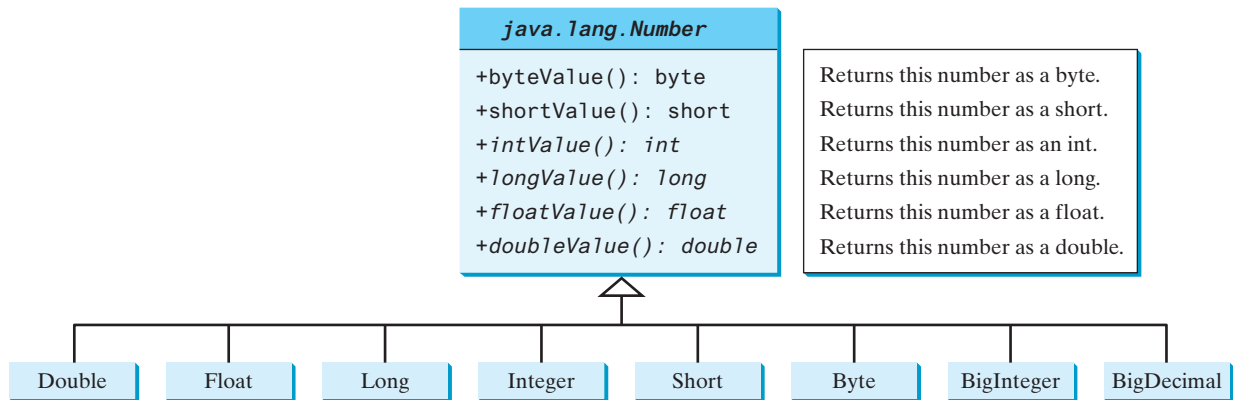 java.lang.Number
+byteValue(): byte
+shortValue(): short
+intValue(): int
+longValue(): long
+floatValue(): float
+doubleValue(): double
Returns this number as a byte.
Returns this number as a short.
Returns this number as an int.
Returns this number as a long.
Returns this number as a float.
Returns this number as a double.
Double
Float
Long
Integer
Short
Byte
BigInteger
BigDecimal